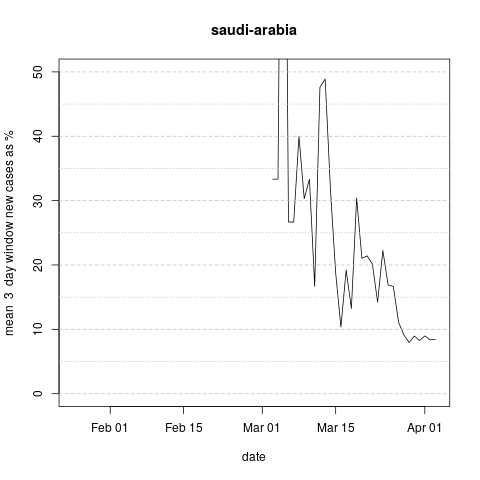 saudi-arabia
mean  3  day window new cases as %
50
40
30
20
10
0
Feb 01
Feb 15
Mar 01
Mar 15
Apr 01
date